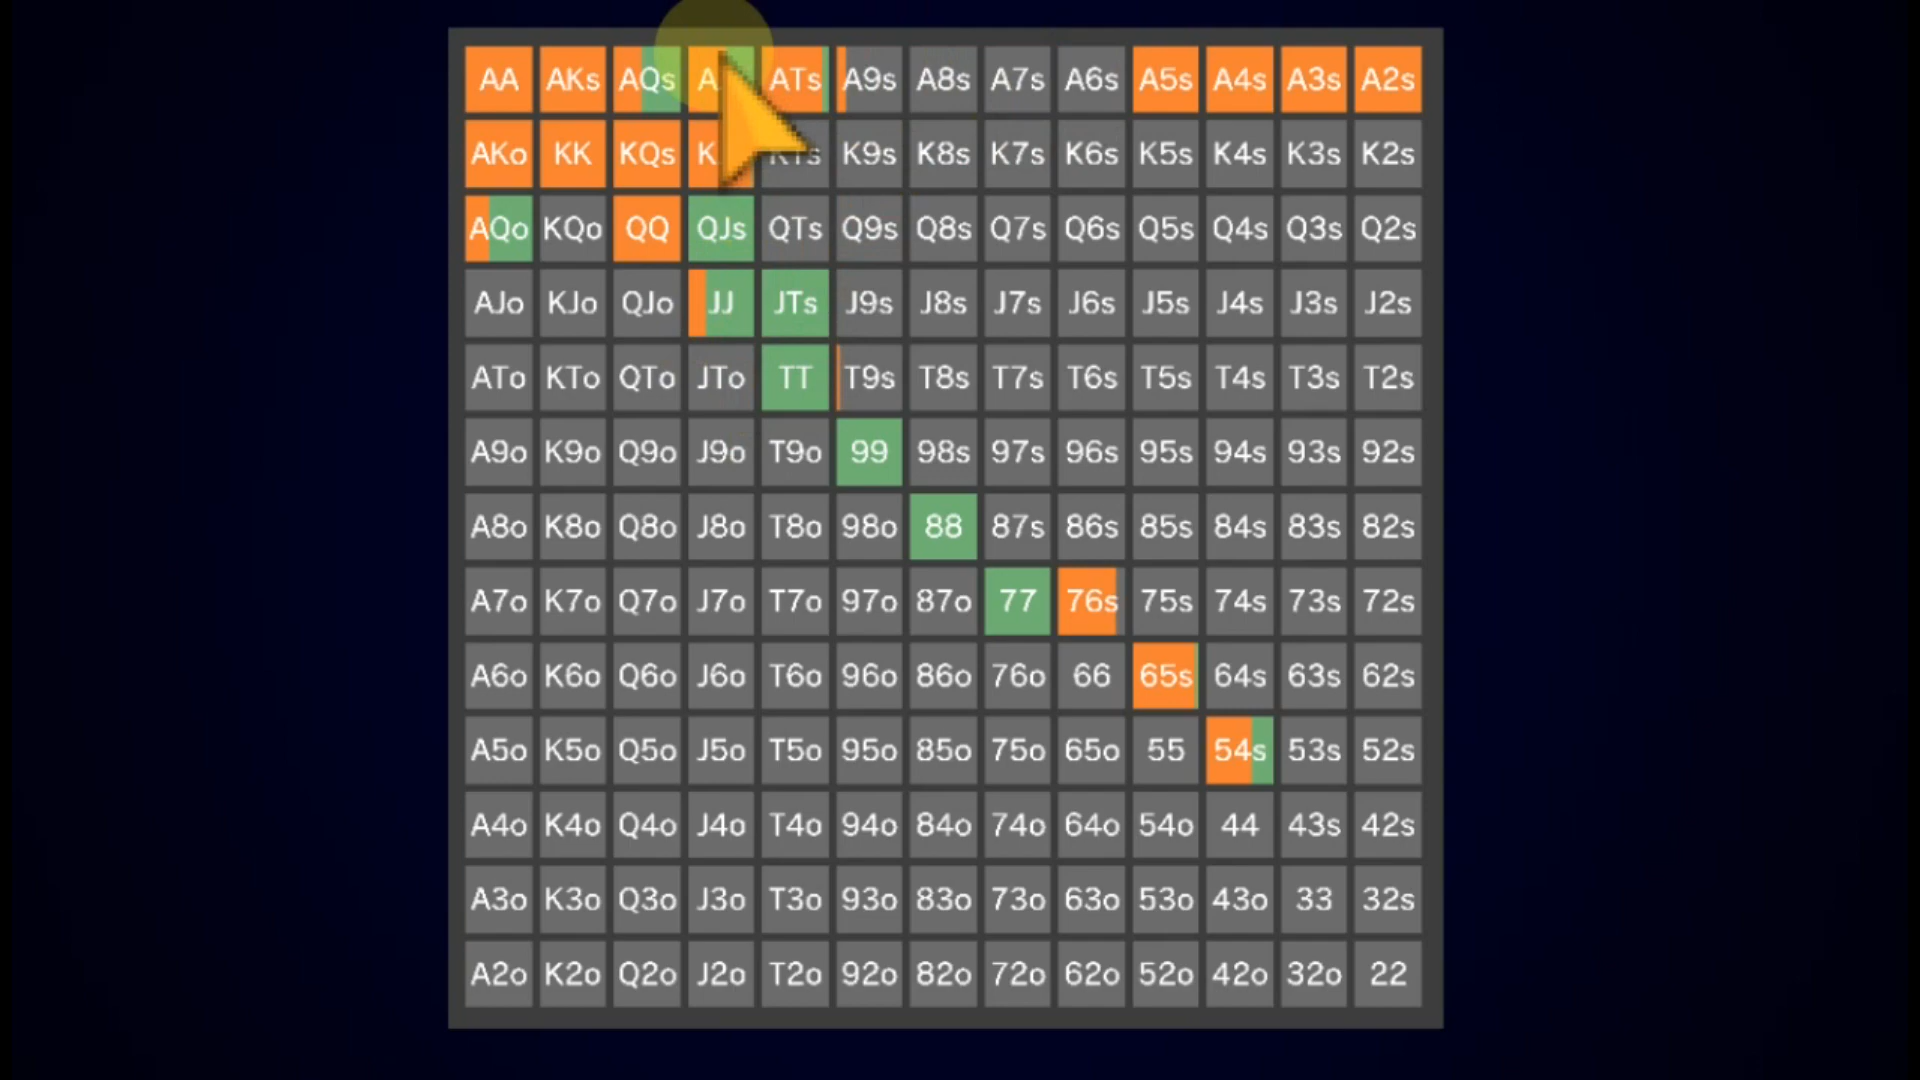 AA AKs AQs A ATs A9s A8s A7s A6s A5s A4s A3s A2s
AKo KK KQs K KTs K9s K8s K7s K6s K5s K4s K3s K2s
AQo KQo QQ QJs QTs Q9s Q8s Q7s Q6s Q5s Q4s Q3s Q2s
AJo KJo QJo JJ JTs J9s J8s J7s J6s J5s J4s J3s J2s
ATo KTo QTo JTo TT T9s T8s T7s T6s T5s T4s T3s T2s
A9o K9o Q9o J9o T9o 99 98s 97s 96s 95s 94s 93s 92s
A8o K8o Q8o J8o T8o 98o 88 87s 86s 85s 84s 83s 82s
A7o K7o Q7o J7o T7o 97o 87o 77 76s 75s 74s 73s 72s
A6o K6o Q6o J6o T6o 96o 86o 76o 66 65s 64s 63s 62s
A5o K5o Q5o J5o T5o 95o 85o 75o 65o 55 54s 53s 52s
A4o K4o Q4o J4o T4o 94o 84o 74o 64o 54o 44 43s 42s
A3o K3o Q3o J3o T3o 93o 83o 73o 63o 53o 43o 33 32s
A2o K2o Q2o J2o T2o 92o 82o 72o 62o 52o 42o 32o 22